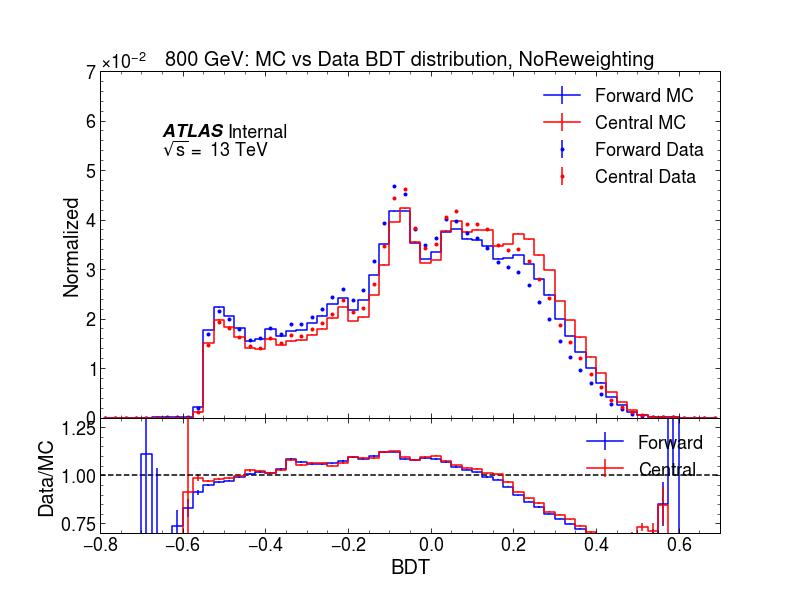 ×10−2 800 GeV: MC vs Data BDT distribution, NoReweighting
7
6
5
4
3
2
1
0
Normalized
ATLAS Internal
√s = 13 TeV
Forward MC
Central MC
Forward Data
Central Data
1.25
1.00
0.75
Data/MC
Forward
Central
−0.8 −0.6 −0.4 −0.2 0.0 0.2 0.4 0.6
BDT